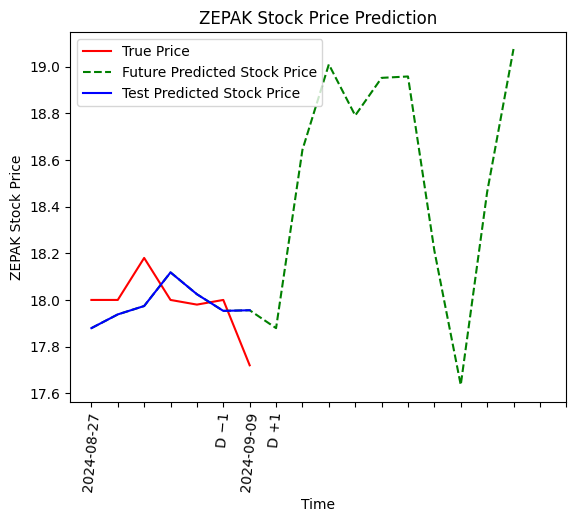 ZEPAK Stock Price Prediction
True Price
Future Predicted Stock Price
Test Predicted Stock Price
ZEPAK Stock Price
19.0
18.8
18.6
18.4
18.2
18.0
17.8
17.6
2024-08-27
D −1
2024-09-09
D +1
Time